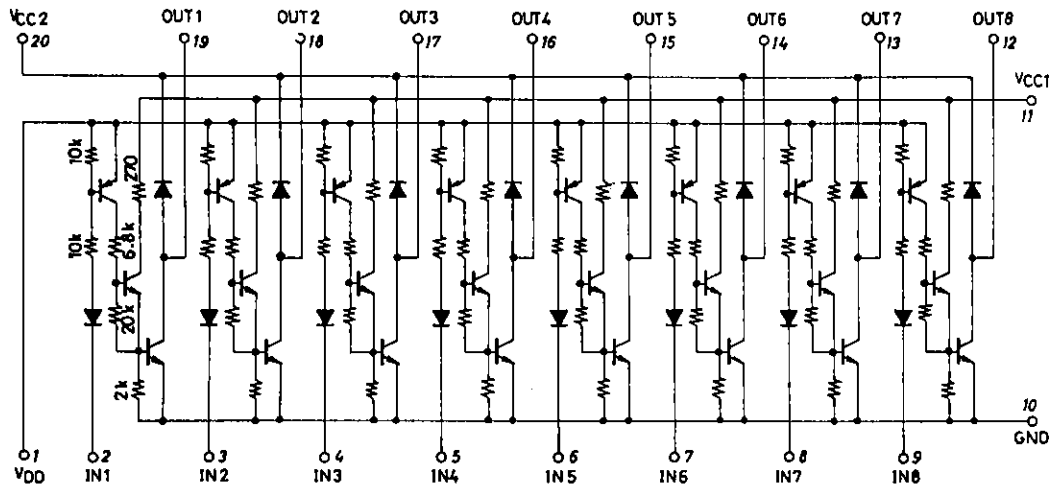 VCC2 OUT1 OUT2 OUT3 OUT4 OUT5 OUT6 OUT7 OUT8
20 19 18 17 16 15 14 13 12
VCC1
11
10k 270
10k 6.8k
20k
2k
10
GND
1 2 3 4 5 6 7 8 9
VDD IN1 IN2 IN3 IN4 IN5 IN6 IN7 IN8